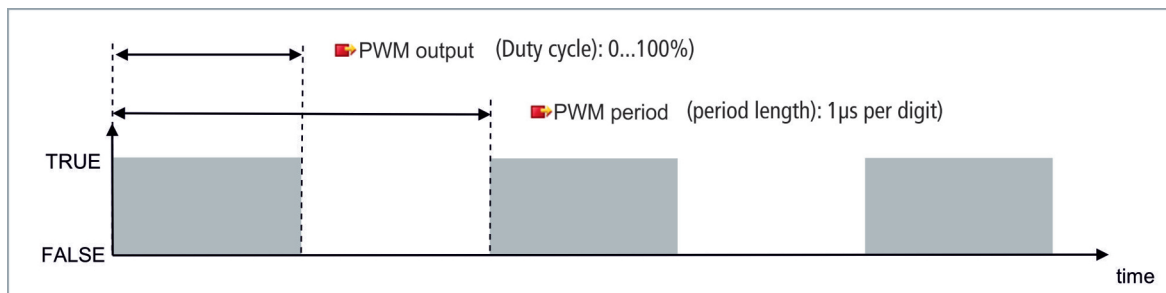 PWM output (Duty cycle): 0...100%)
PWM period (period length): 1µs per digit)
TRUE
FALSE
time